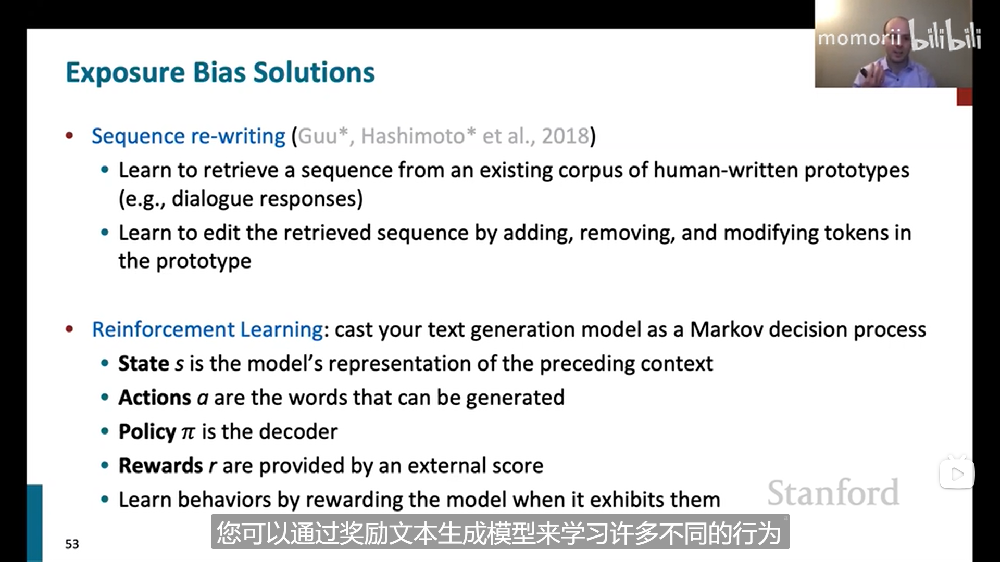 momorii bilibili
Exposure Bias Solutions
• Sequence re-writing (Guu*, Hashimoto* et al., 2018)
• Learn to retrieve a sequence from an existing corpus of human-written prototypes
(e.g., dialogue responses)
• Learn to edit the retrieved sequence by adding, removing, and modifying tokens in
the prototype
• Reinforcement Learning: cast your text generation model as a Markov decision process
• State s is the model’s representation of the preceding context
• Actions a are the words that can be generated
• Policy π is the decoder
• Rewards r are provided by an external score
• Learn behaviors by rewarding the model when it exhibits them
Stanford
您可以通过奖励文本生成模型来学习许多不同的行为
53